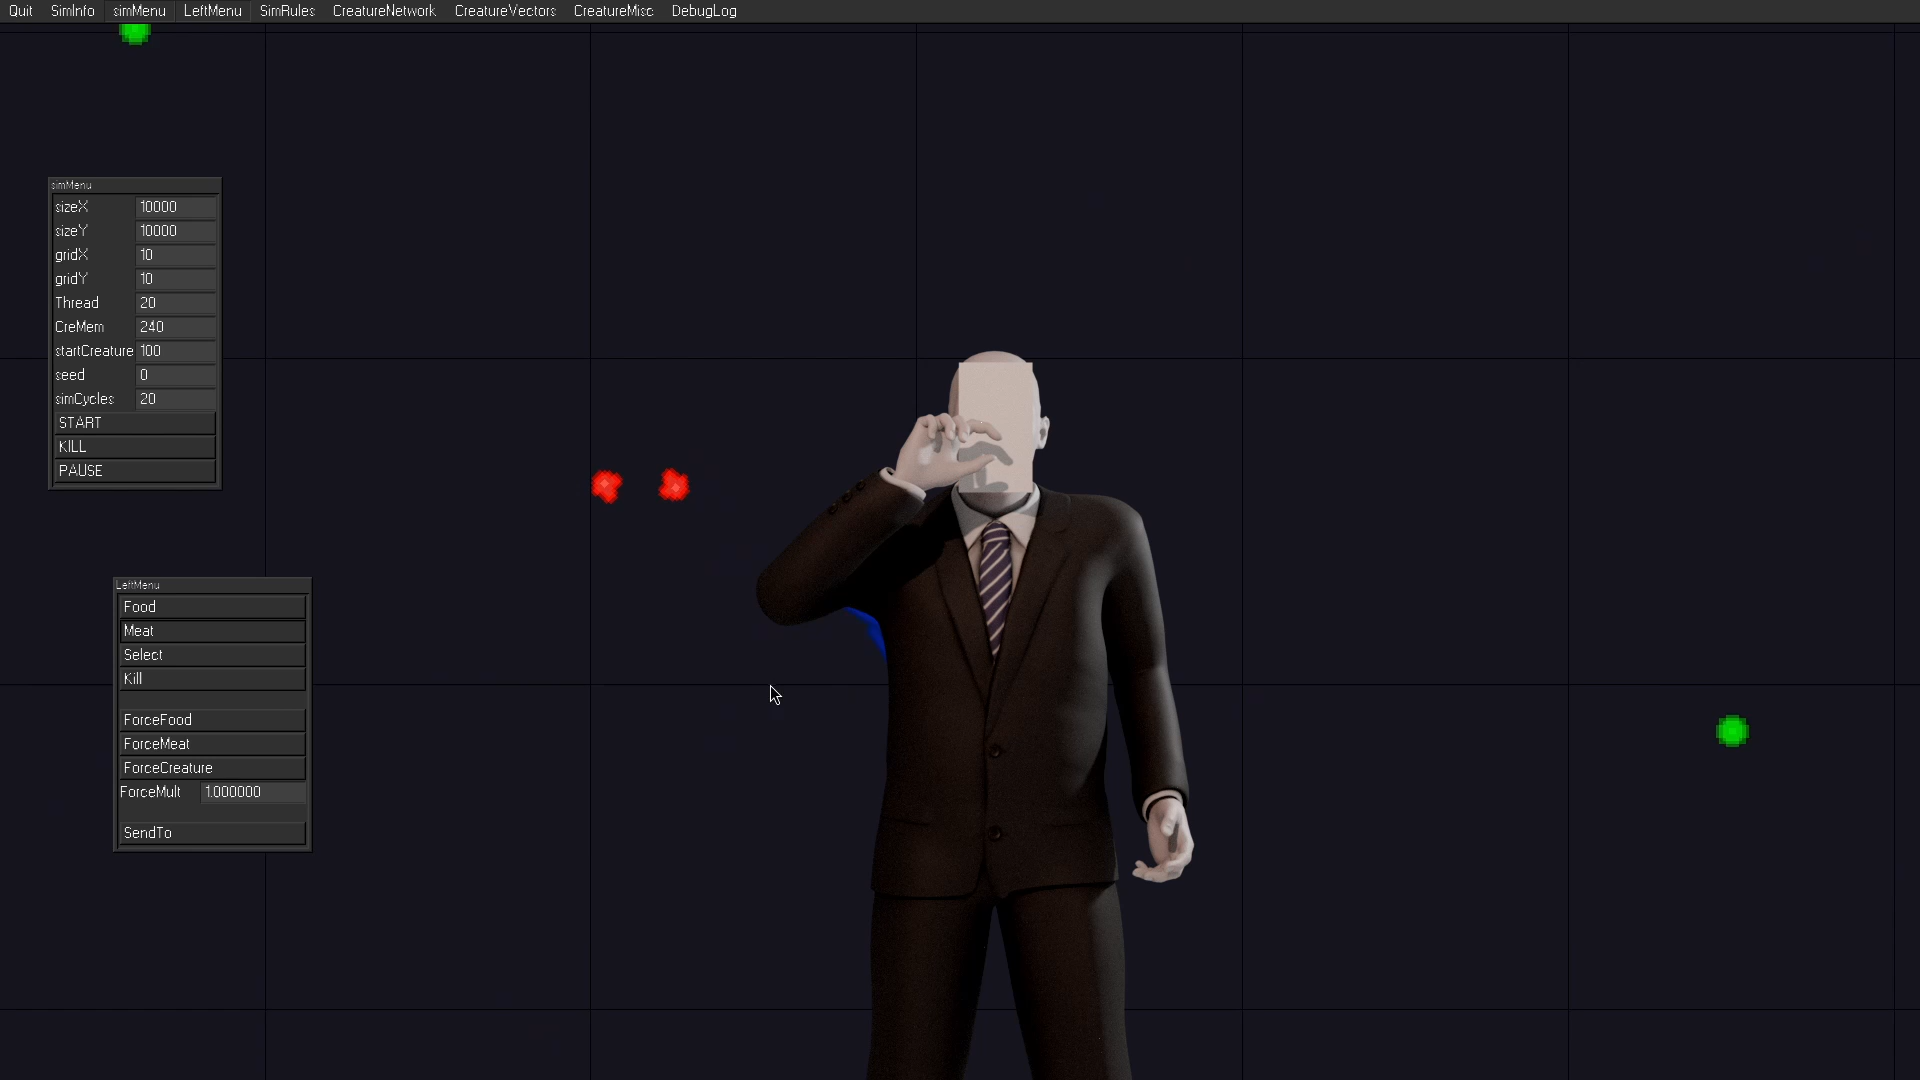 Quit SimInfo simMenu LeftMenu SimRules CreatureNetwork CreatureVectors CreatureMisc DebugLog
simMenu
sizeX 10000
sizeY 10000
gridX 10
gridY 10
Thread 20
CreMem 240
startCreature 100
seed 0
simCycles 20
START
KILL
PAUSE
LeftMenu
Food
Meat
Select
Kill
ForceFood
ForceMeat
ForceCreature
ForceMult 1.000000
SendTo